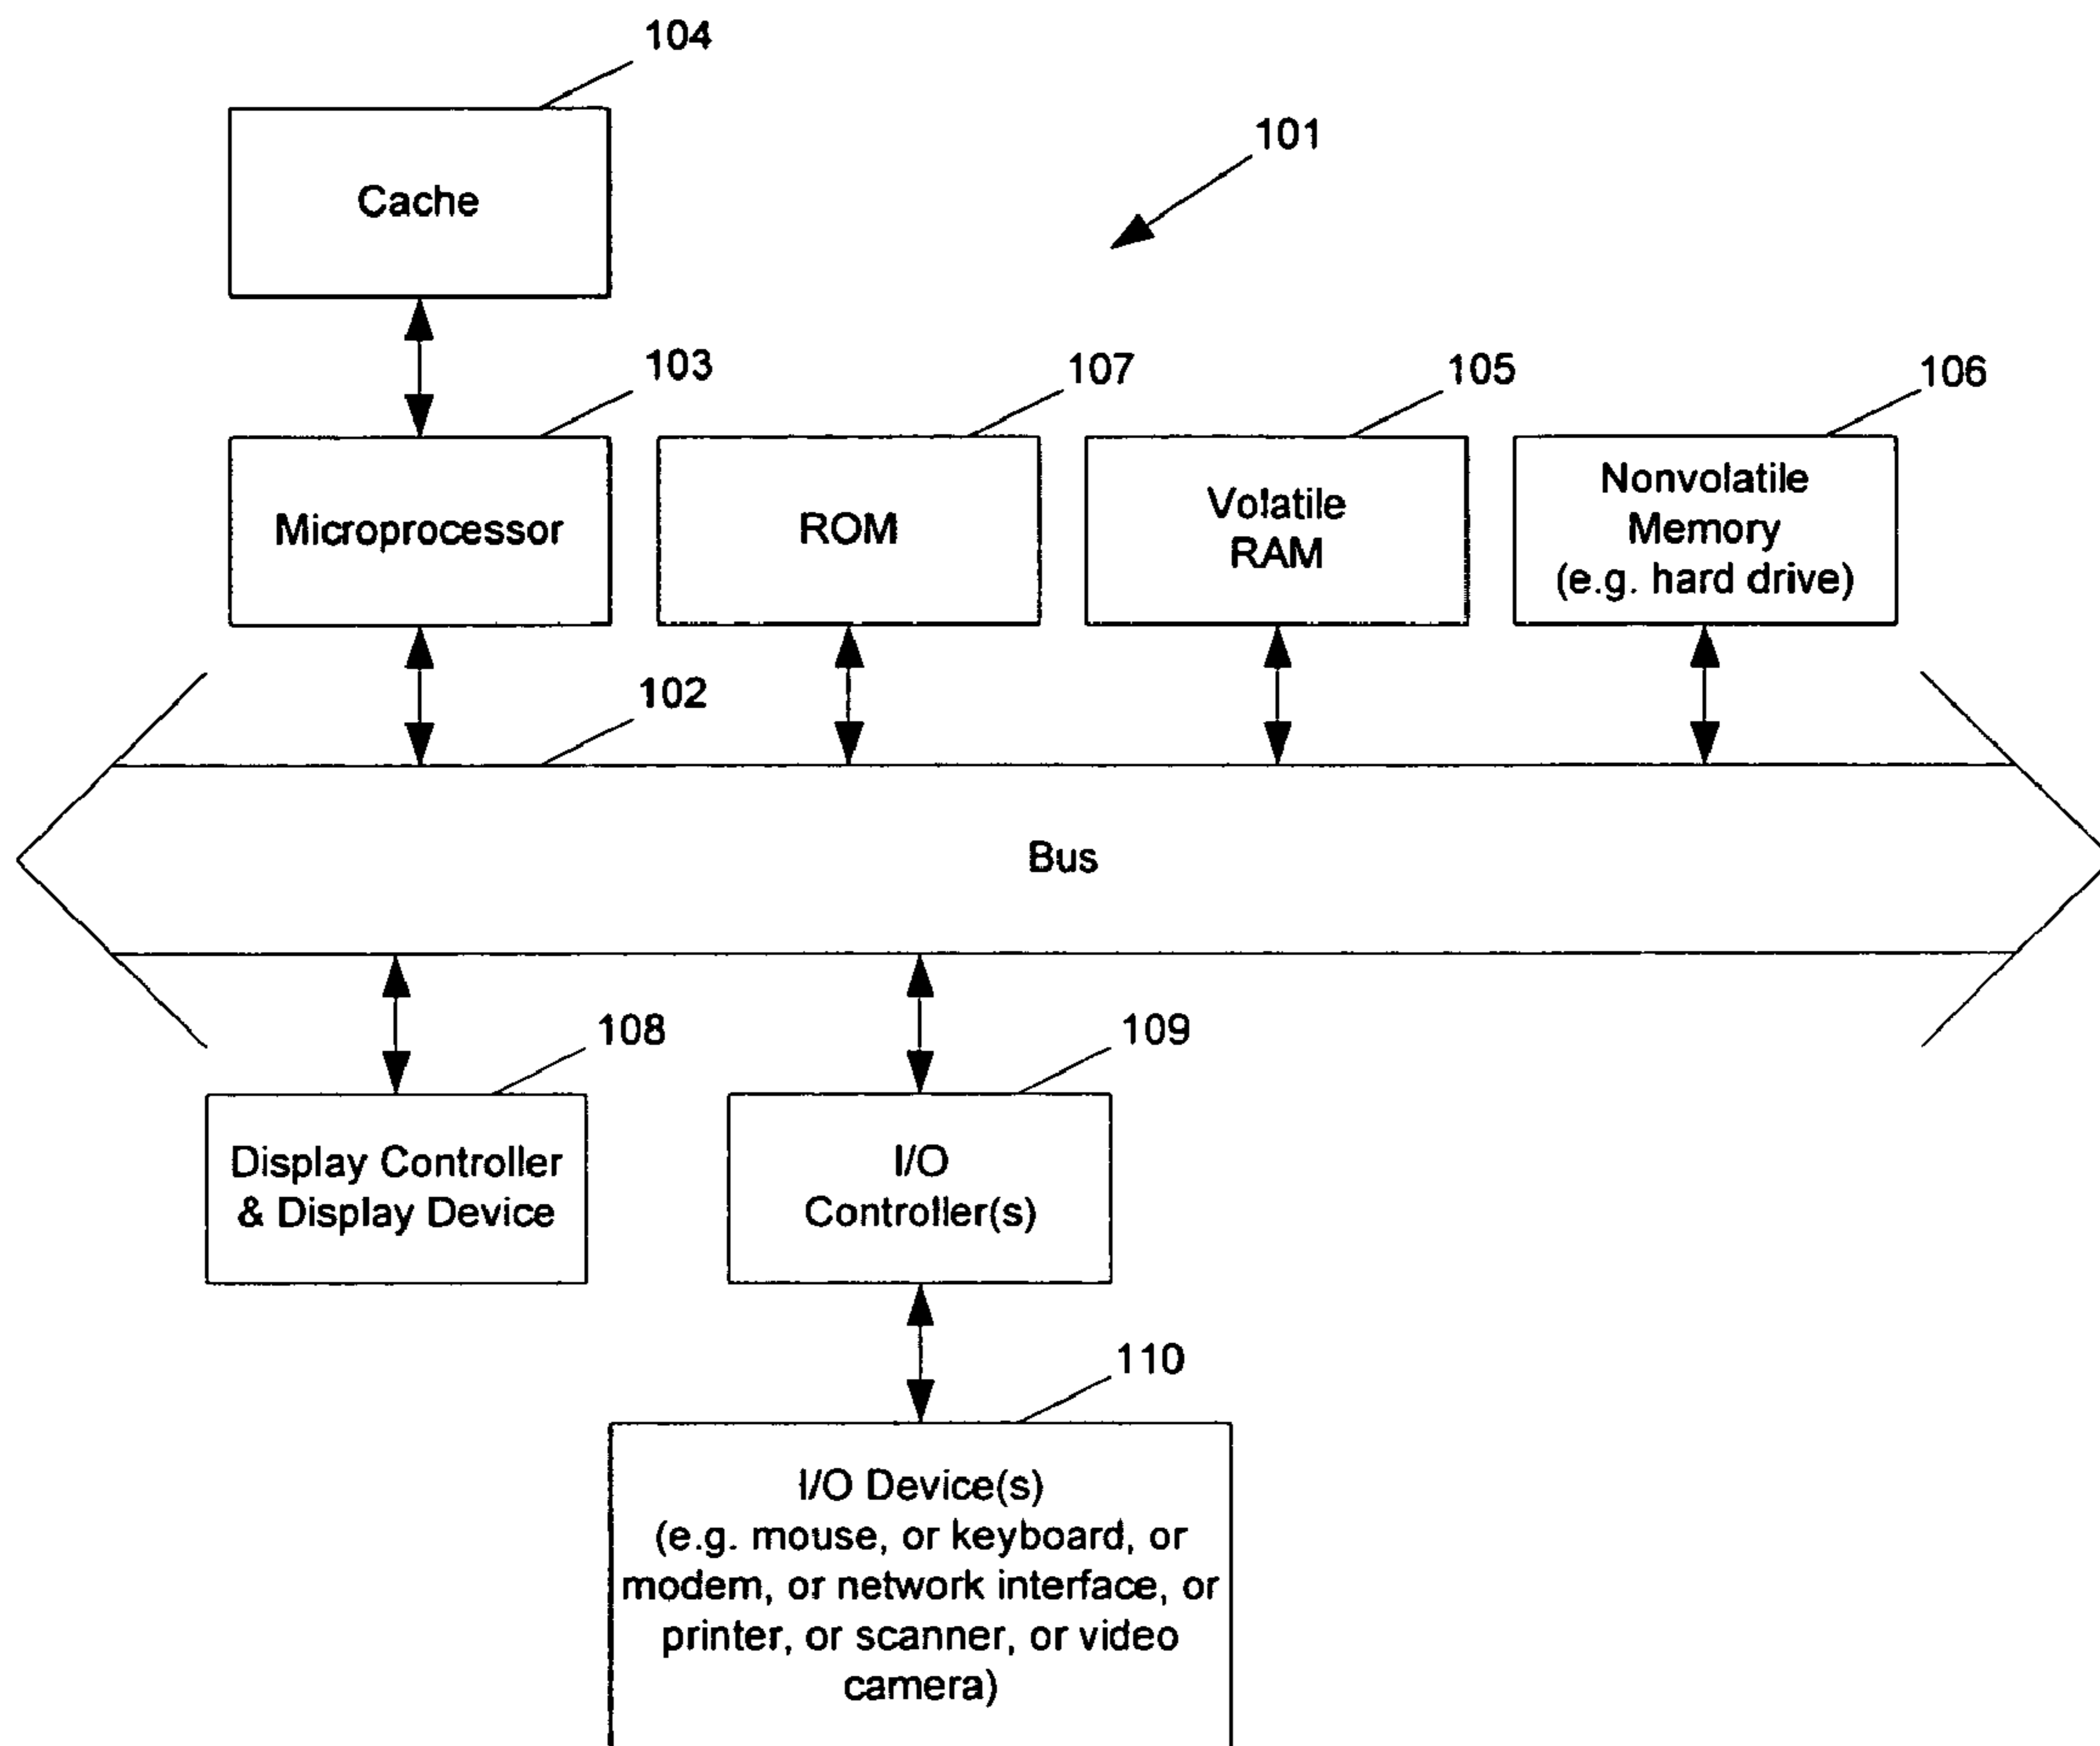 104
101
Cache
103
107
105
106
Microprocessor
ROM
Volatile
RAM
Nonvolatile
Memory
(e.g. hard drive)
102
Bus
108
109
Display Controller
& Display Device
I/O
Controller(s)
110
I/O Device(s)
(e.g. mouse, or keyboard, or
modem, or network interface, or
printer, or scanner, or video
camera)